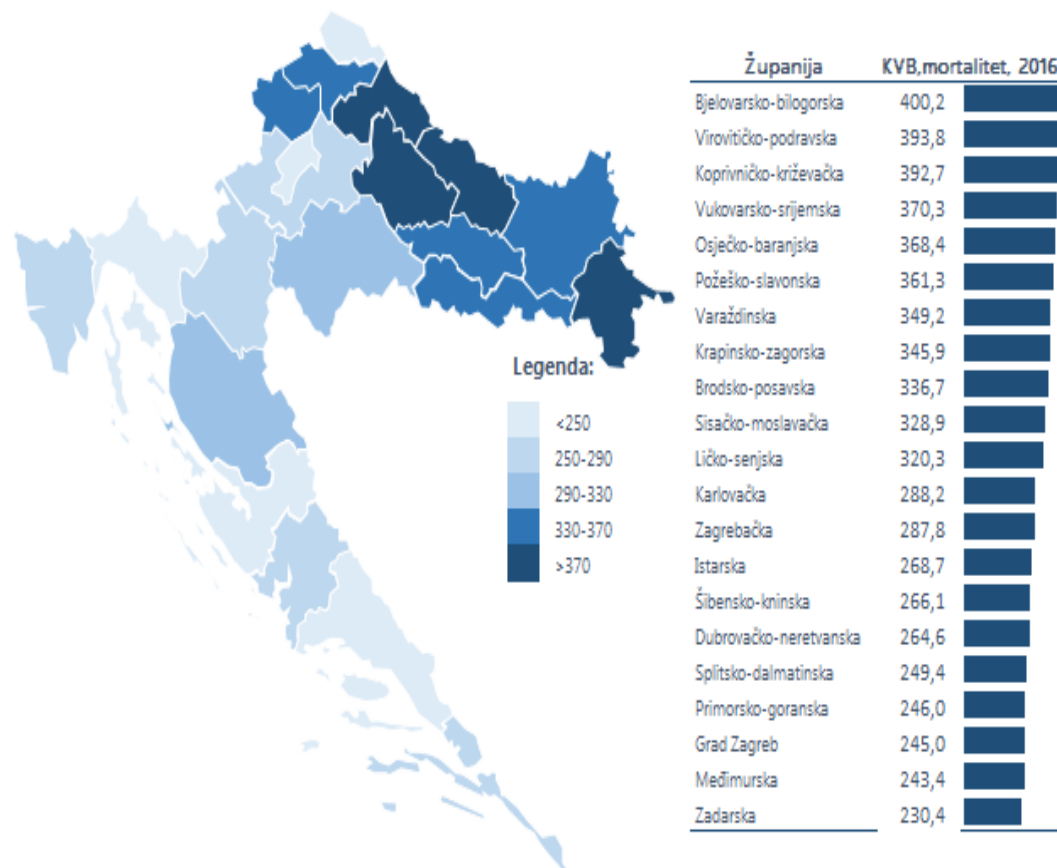 Županija KVB,mortalitet, 2016
Bjelovarsko-bilogorska 400,2
Virovitičko-podravska 393,8
Koprivničko-križevačka 392,7
Vukovarsko-srijemska 370,3
Osječko-baranjska 368,4
Požeško-slavonska 361,3
Varaždinska 349,2
Krapinsko-zagorska 345,9
Brodsko-posavska 336,7
Sisačko-moslavačka 328,9
Ličko-senjska 320,3
Karlovačka 288,2
Zagrebačka 287,8
Istarska 268,7
Šibensko-kninska 266,1
Dubrovačko-neretvanska 264,6
Splitsko-dalmatinska 249,4
Primorsko-goranska 246,0
Grad Zagreb 245,0
Međimurska 243,4
Zadarska 230,4
Legenda:
<250
250-290
290-330
330-370
>370